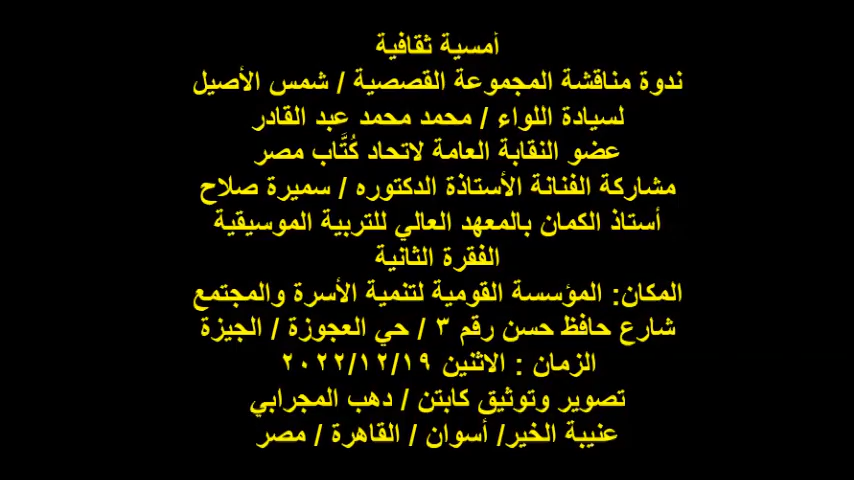 أمسية ثقافية
ندوة مناقشة المجموعة القصصية / شمس الأصيل
لسيادة اللواء / محمد محمد عبد القادر
عضو النقابة العامة لاتحاد كُتَّاب مصر
مشاركة الفنانة الأستاذة الدكتوره / سميرة صلاح
أستاذ الكمان بالمعهد العالي للتربية الموسيقية
الفقرة الثانية
المكان: المؤسسة القومية لتنمية الأسرة والمجتمع
شارع حافظ حسن رقم ٣ / حي العجوزة / الجيزة
الزمان : الاثنين ٢٠٢٢/١٢/١٩
تصوير وتوثيق كابتن / دهب المجرابي
عنيبة الخير/ أسوان / القاهرة / مصر